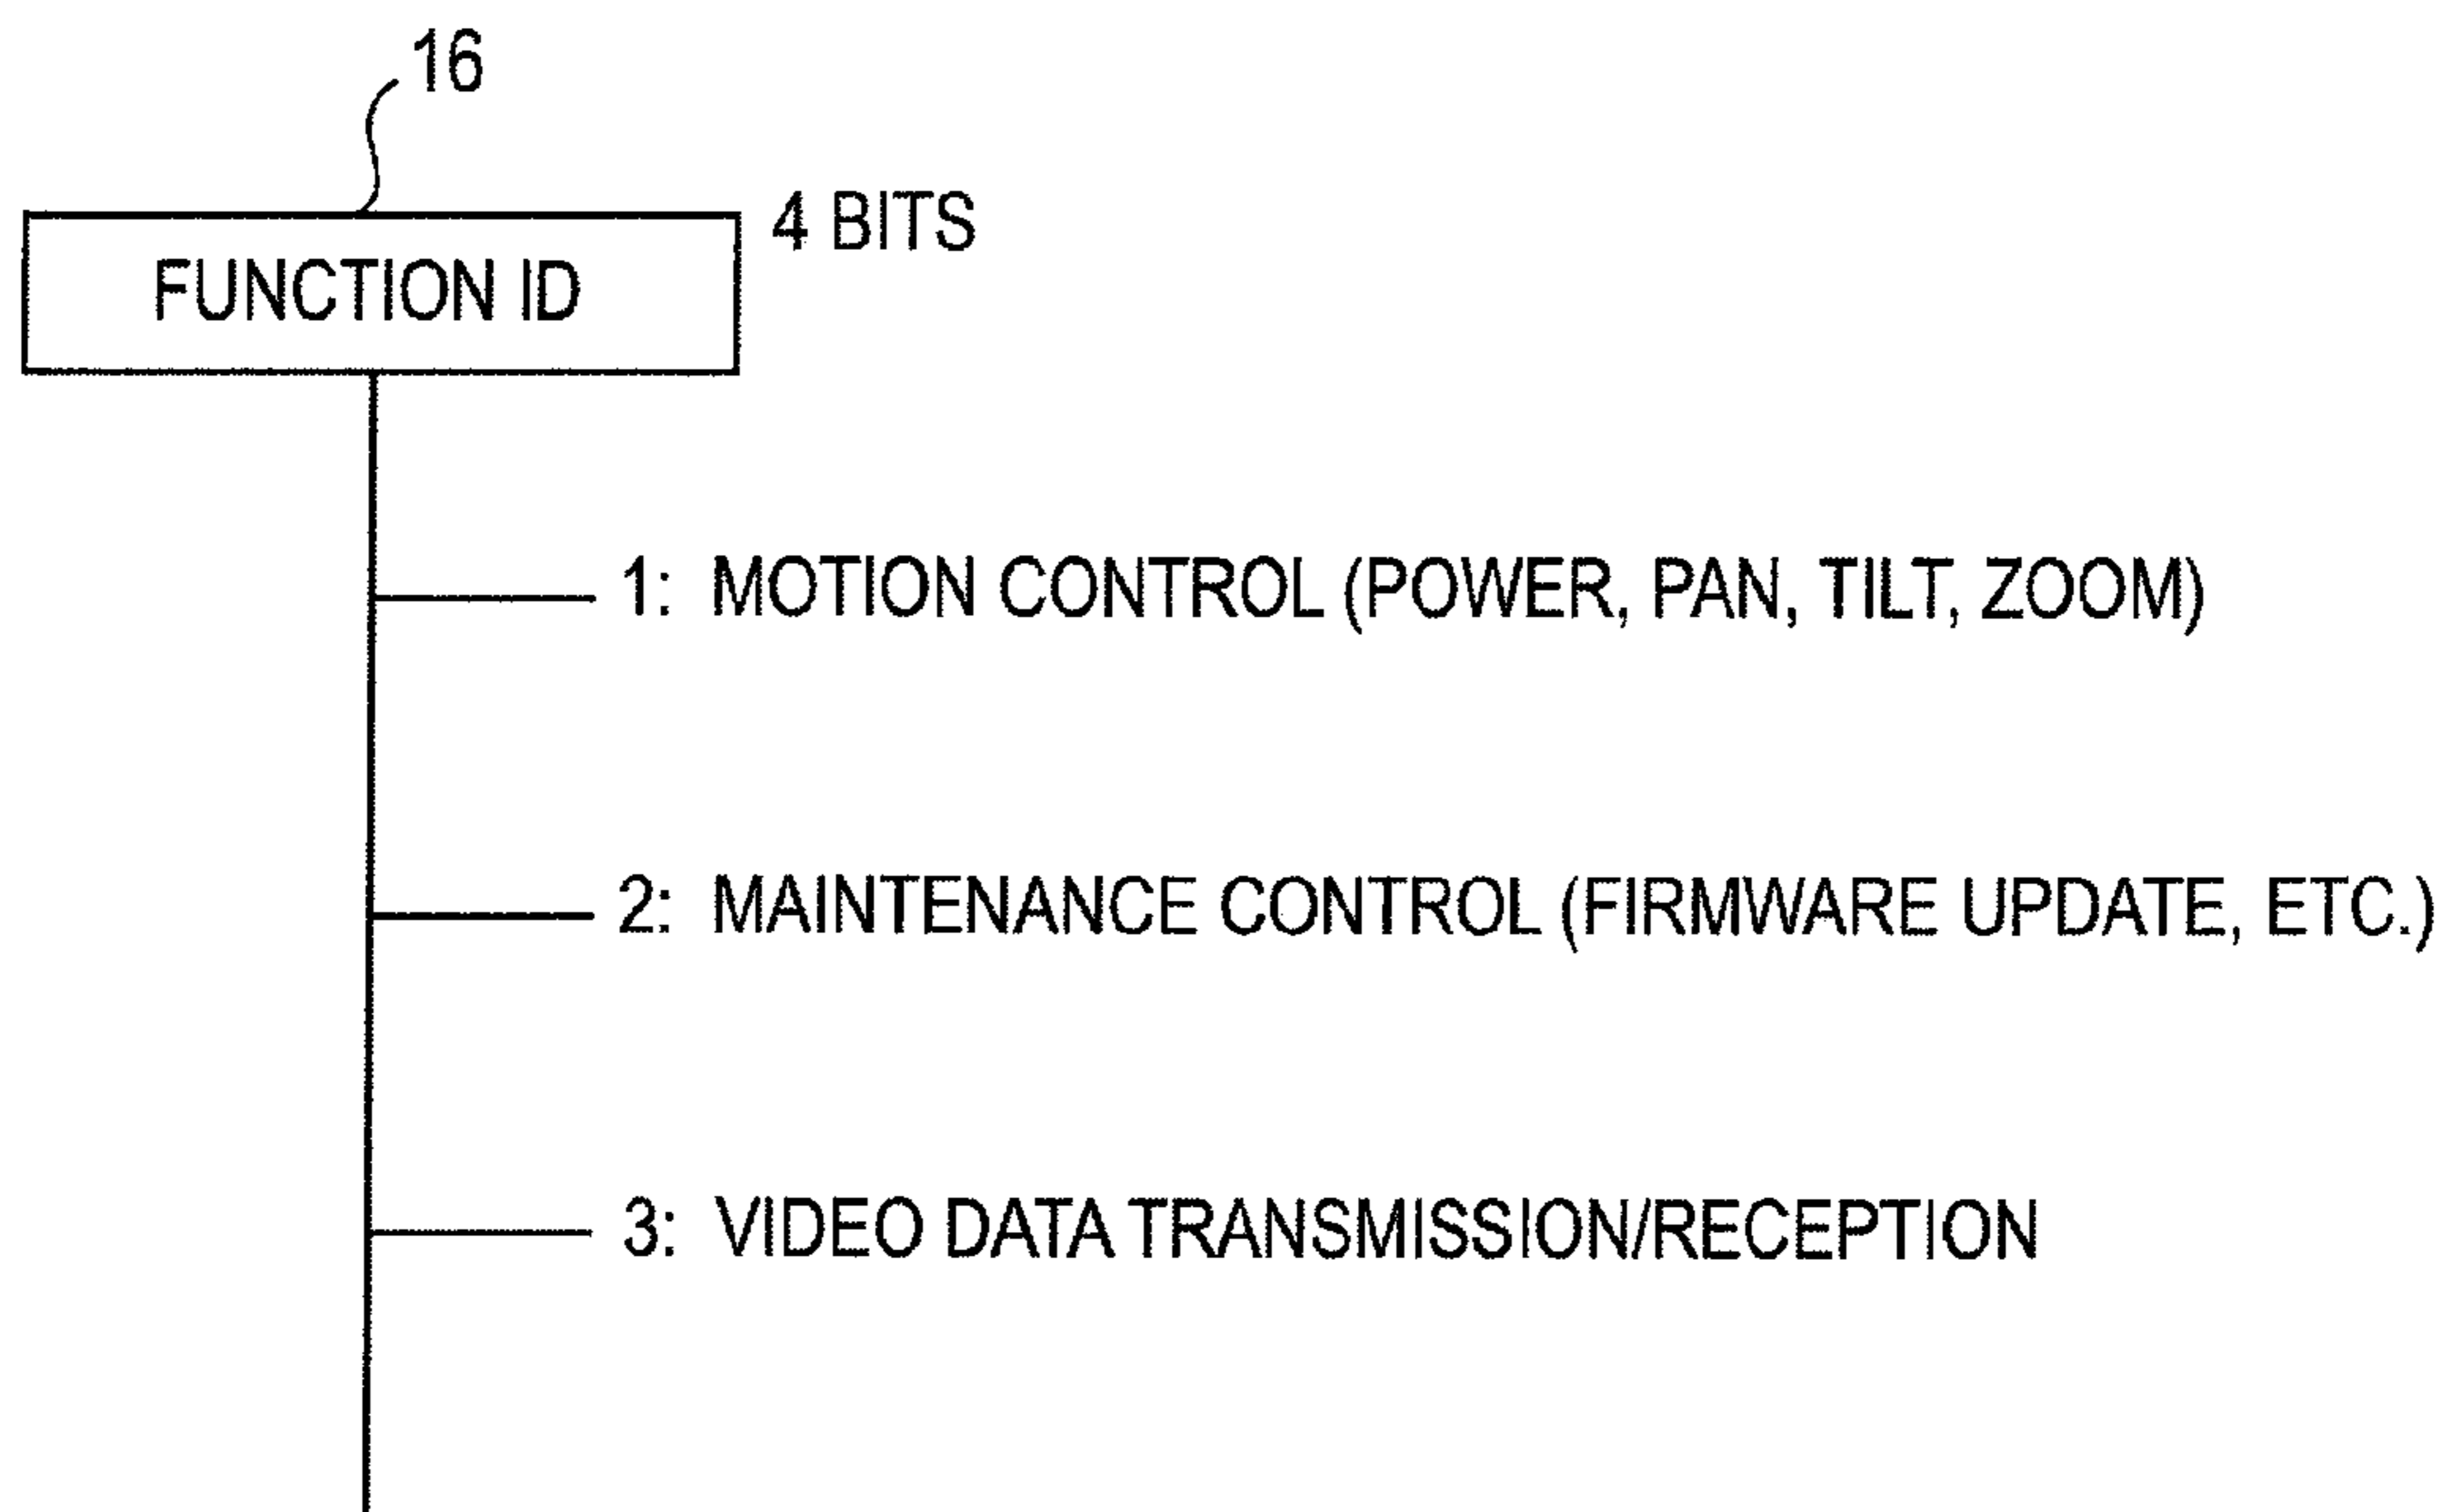 16
4 BITS
FUNCTION ID
1: MOTION CONTROL (POWER, PAN, TILT, ZOOM)
2: MAINTENANCE CONTROL (FIRMWARE UPDATE, ETC.)
3: VIDEO DATA TRANSMISSION/RECEPTION